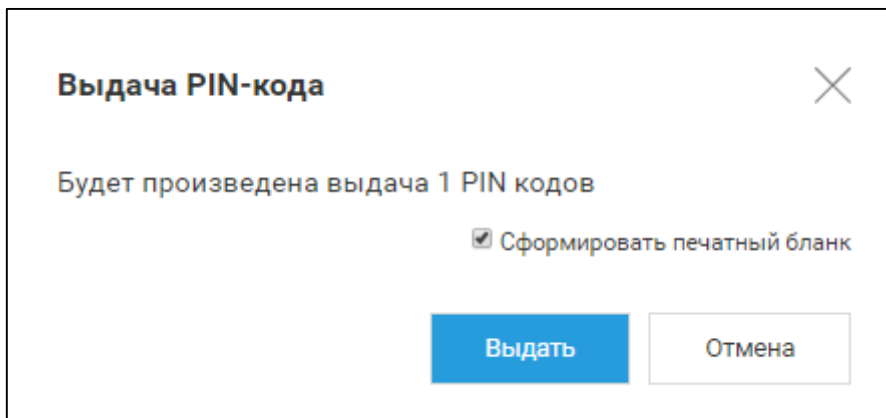 Выдача PIN-кода
Будет произведена выдача 1 PIN кодов
Сформировать печатный бланк
Выдать
Отмена